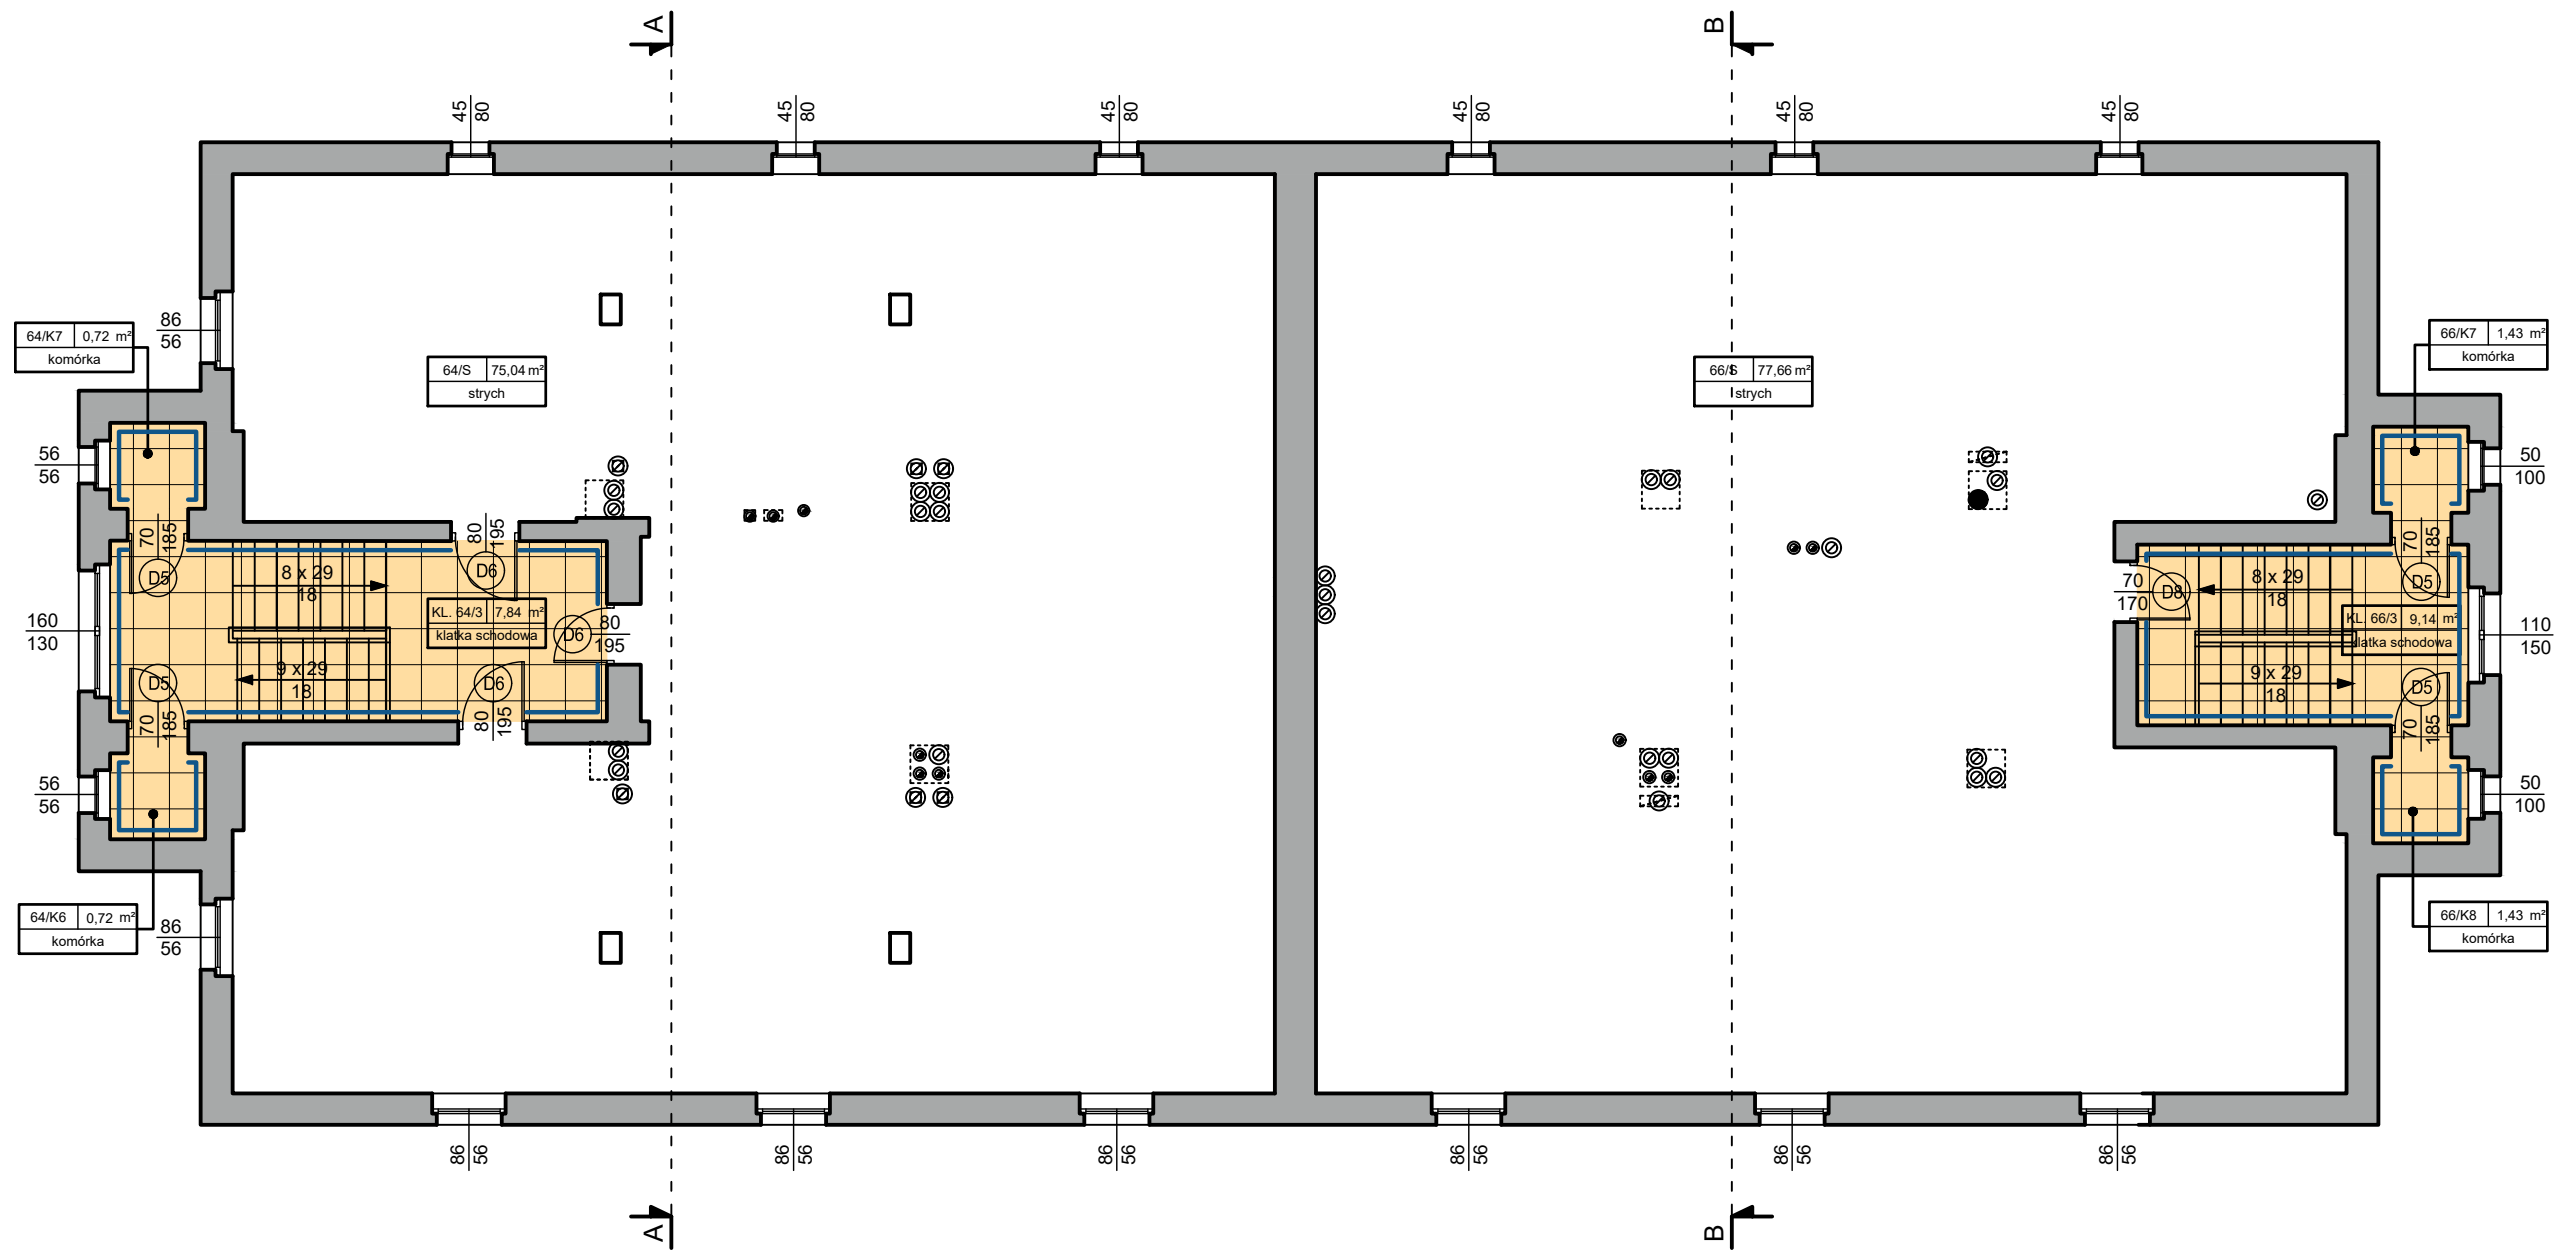 A
B
45
80
45
80
45
80
45
80
45
80
45
80
86
56
64/K7 0,72 m²
komórka
66/K7 1,43 m²
komórka
64/S 75,04 m²
strych
66/S 77,66 m²
strych
56
56
50
100
70
185
80
195
70
185
D5
D6
8 x 29
18
70
170
D8
8 x 29
18
D5
KL. 64/3 7,84 m²
klatka schodowa
D6
80
195
KL. 66/3 9,14 m²
klatka schodowa
160
130
110
150
D5
9 x 29
18
D6
9 x 29
18
D5
70
185
80
195
70
185
56
56
50
100
64/K6 0,72 m²
komórka
86
56
66/K8 1,43 m²
komórka
86
56
86
56
86
56
86
56
86
56
86
56
A
B